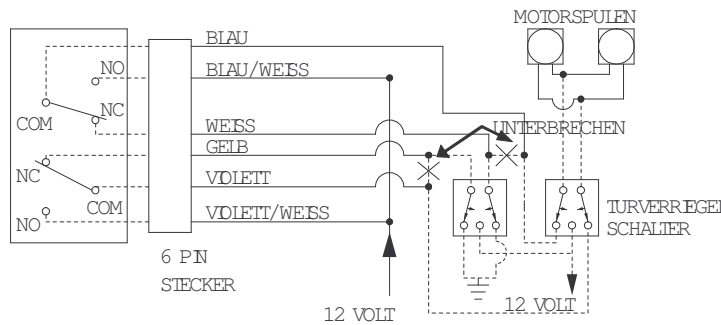 MOTORSPULEN
BLAU
NO
BLAU/WEISS
NC
COM
WEISS
UNTERBRECHEN
GELB
NC
VIOLETT
COM
NO
VIOLETT/WEISS
TURVERRIEGEL
SCHALTER
6 PIN
STECKER
12 VOLT
12 VOLT